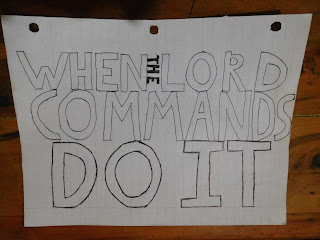 WHEN THE LORD
COMMANDS
DO IT